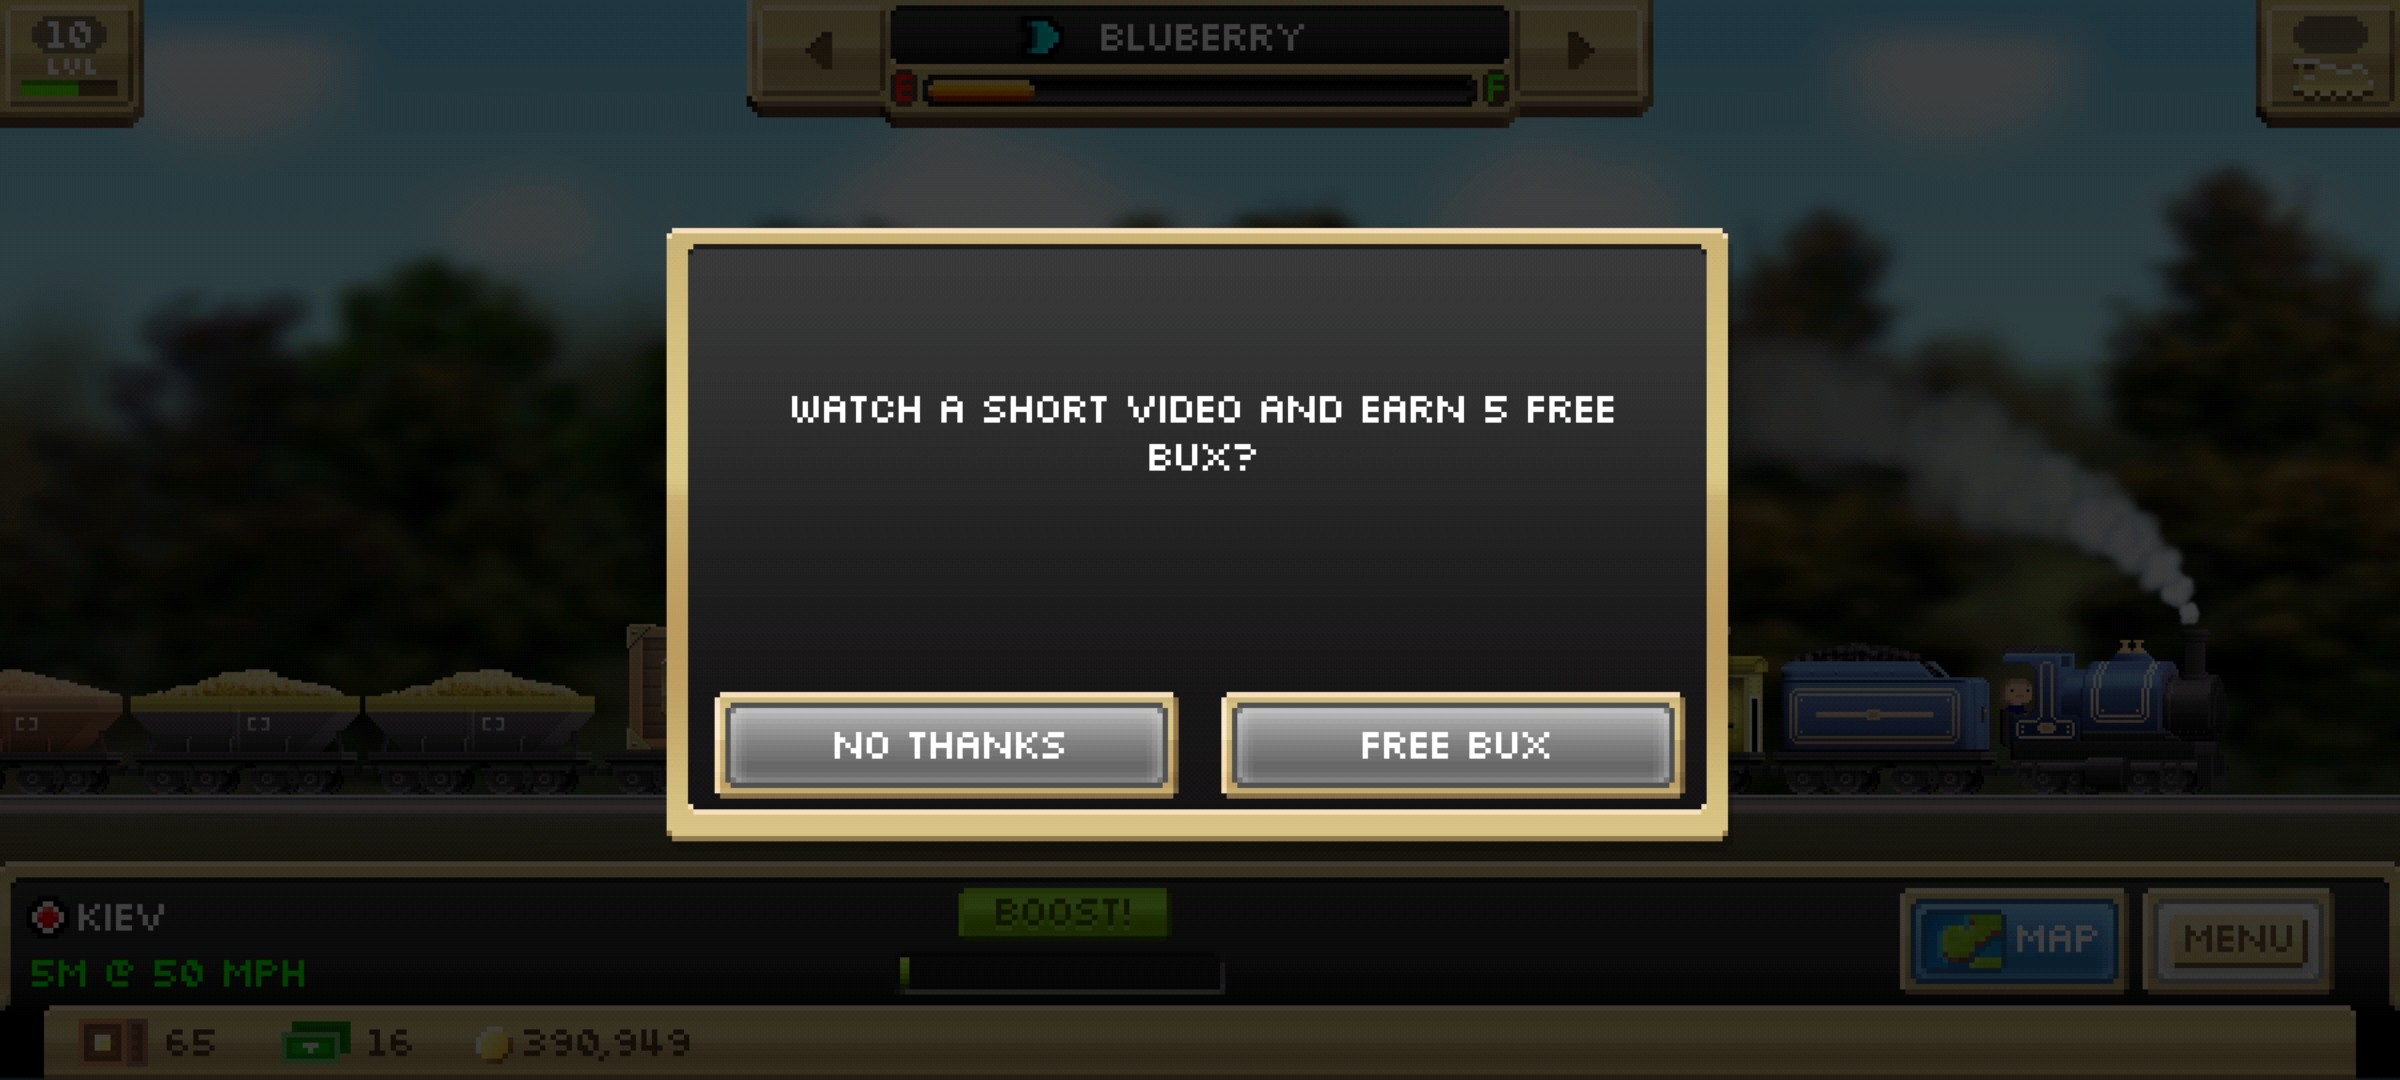 10
LVL
BLUBERRY
E F
WATCH A SHORT VIDEO AND EARN 5 FREE
BUX?
NO THANKS
FREE BUX
KIEV
5M @ 50 MPH
BOOST!
MAP
MENU
65
16
390,949